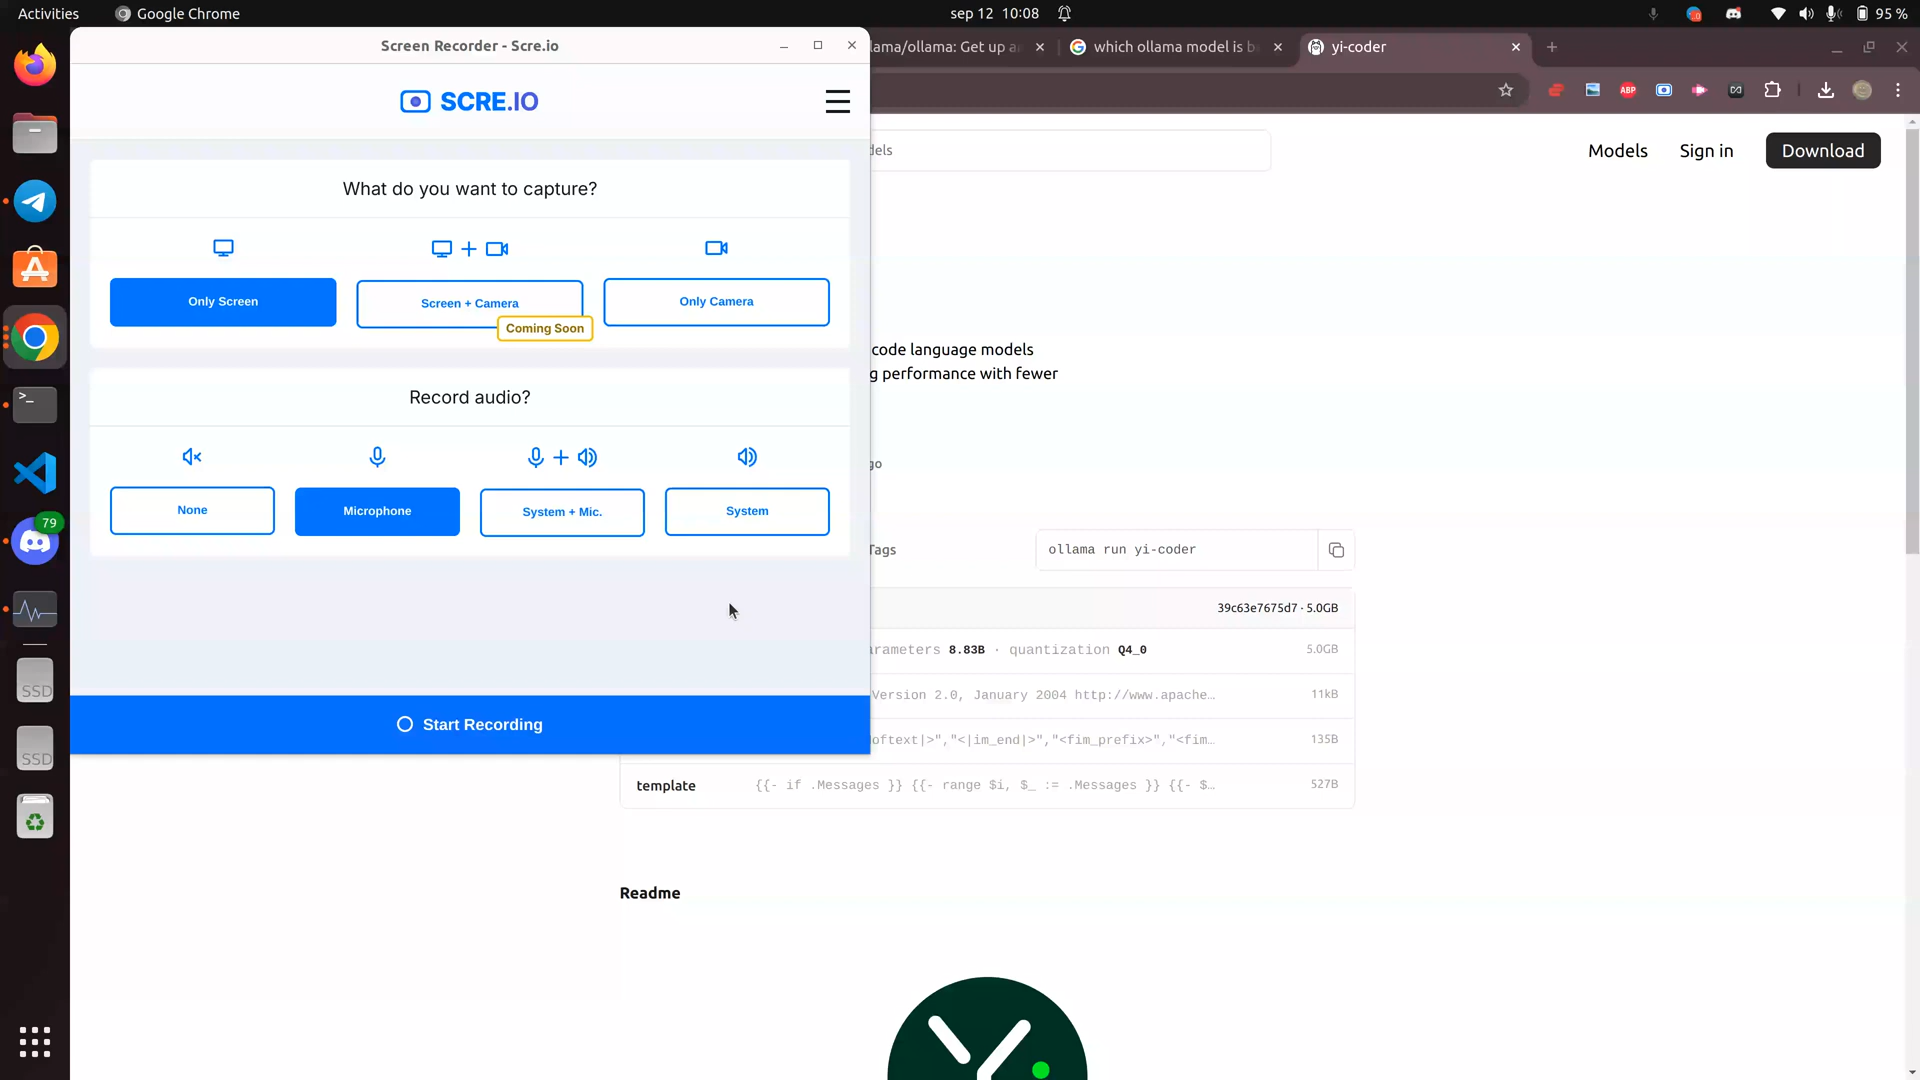 Activities
Google Chrome
sep 12 10:08
95 %
Screen Recorder - Scre.io
lama/ollama: Get up a
which ollama model is b
yi-coder
SCRE.IO
ABP
dels
Models
Sign in
Download
What do you want to capture?
Only Screen
Screen + Camera
Coming Soon
Only Camera
code language models
g performance with fewer
Record audio?
None
Microphone
System + Mic.
System
go
Tags
ollama run yi-coder
39c63e7675d7 · 5.0GB
arameters 8.83B · quantization Q4_0
5.0GB
Version 2.0, January 2004 http://www.apache…
11kB
Start Recording
oftext|>","<|im_end|>","<fim_prefix>","<fim…
135B
template
{{- if .Messages }} {{- range $i, $_ := .Messages }} {{- $…
527B
Readme
79
SSD
SSD